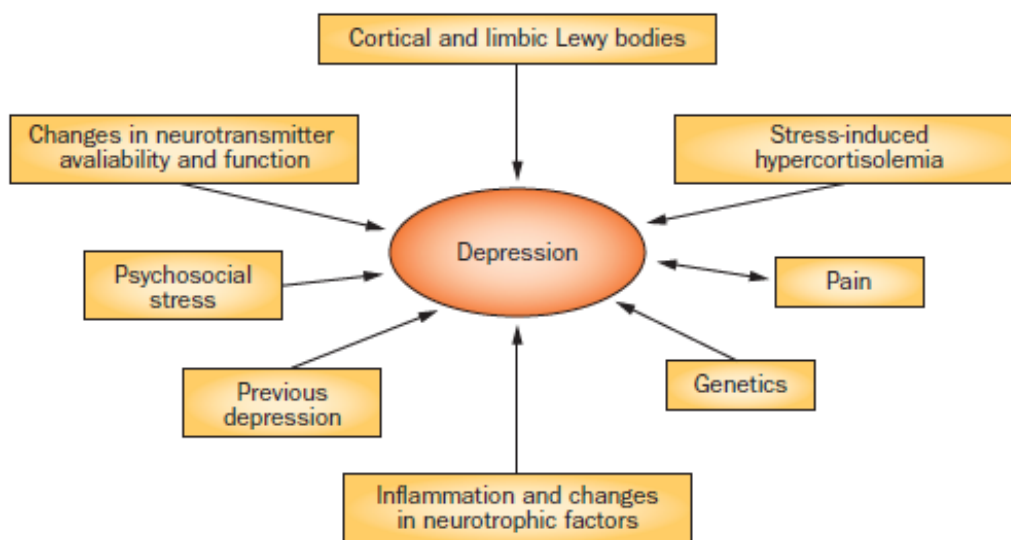 Cortical and limbic Lewy bodies
Changes in neurotransmitter
avaliability and function
Stress-induced
hypercortisolemia
Depression
Psychosocial
stress
Pain
Previous
depression
Genetics
Inflammation and changes
in neurotrophic factors